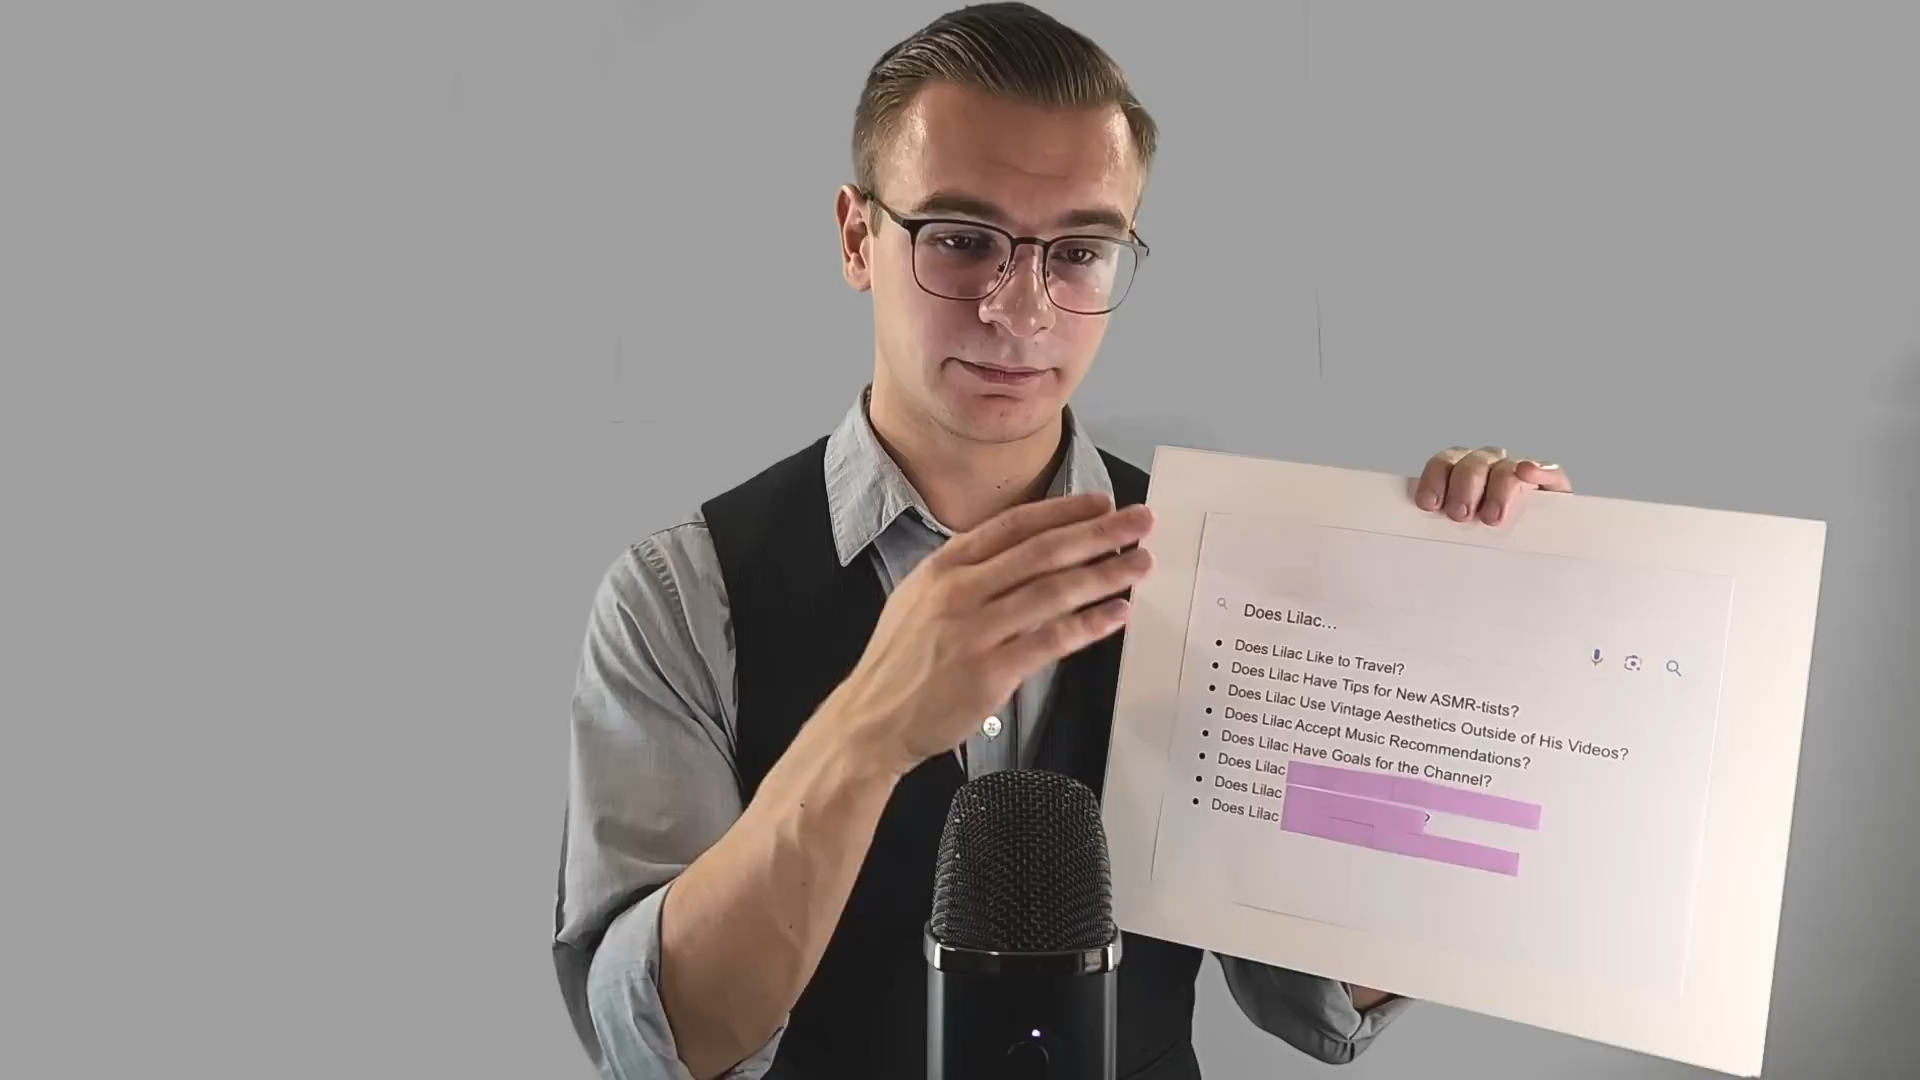 Does Lilac...
Does Lilac Like to Travel?
Does Lilac Have Tips for New ASMR-tists?
Does Lilac Use Vintage Aesthetics Outside of His Videos?
Does Lilac Accept Music Recommendations?
Does Lilac Have Goals for the Channel?
Does Lilac
Does Lilac ?
Does Lilac